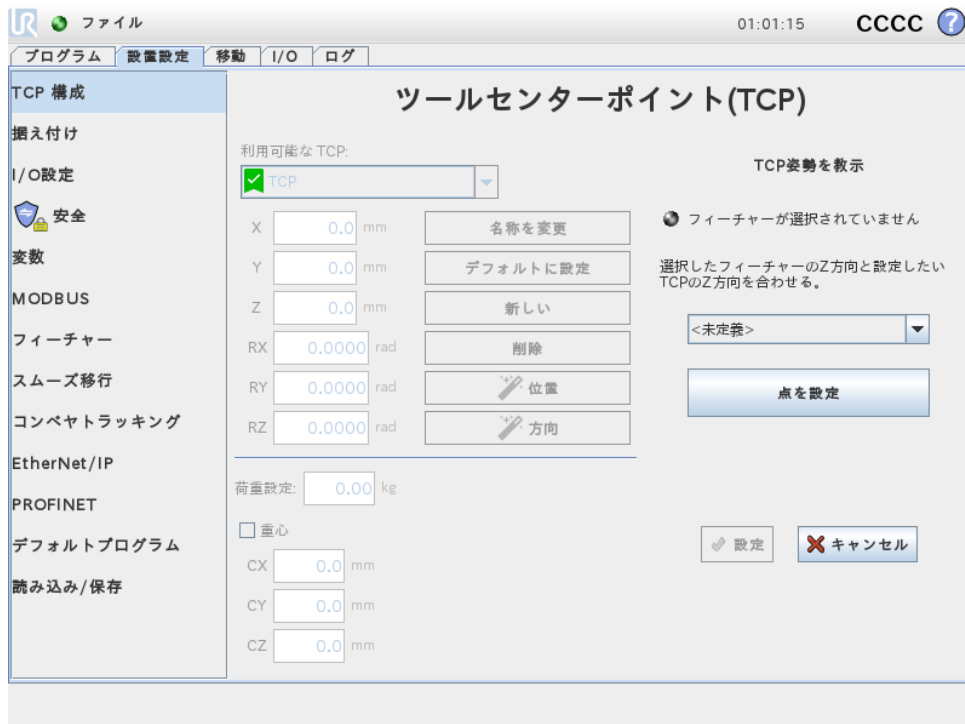 UR ファイル 01:01:15 CCCC ?
プログラム 設置設定 移動 I/O ログ
TCP 構成
据え付け
I/O設定
安全
変数
MODBUS
フィーチャー
スムーズ移行
コンベヤトラッキング
EtherNet/IP
PROFINET
デフォルトプログラム
読み込み/保存
ツールセンターポイント(TCP)
利用可能な TCP:
TCP
X 0.0 mm 名称を変更
Y 0.0 mm デフォルトに設定
Z 0.0 mm 新しい
RX 0.0000 rad 削除
RY 0.0000 rad 位置
RZ 0.0000 rad 方向
荷重設定: 0.00 kg
重心
CX 0.0 mm
CY 0.0 mm
CZ 0.0 mm
TCP姿勢を教示
フィーチャーが選択されていません
選択したフィーチャーのZ方向と設定したい
TCPのZ方向を合わせる。
<未定義>
点を設定
設定 キャンセル